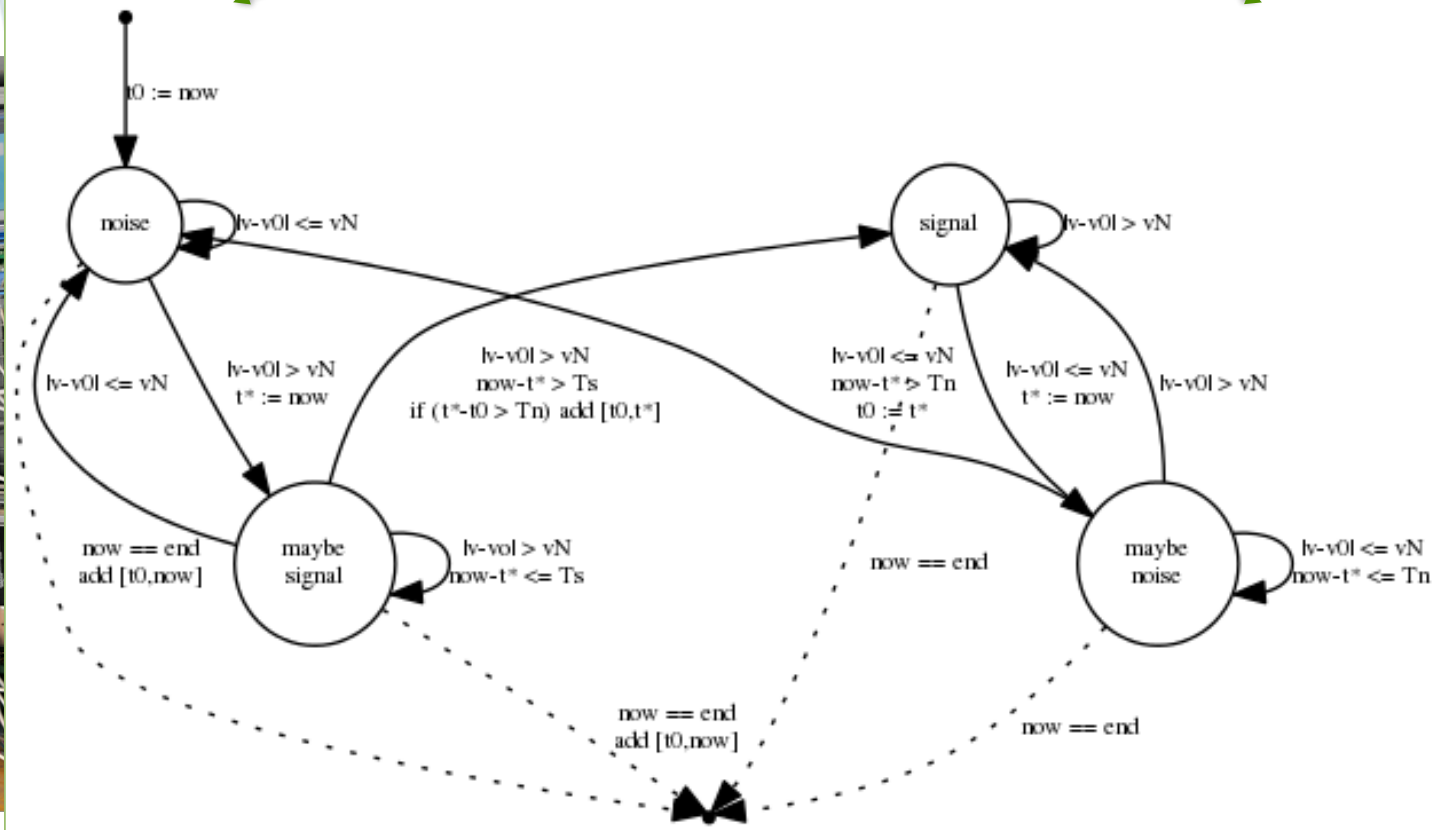 t0 := now
noise
|v-v0| <= vN
signal
|v-v0| > vN
|v-v0| <= vN
|v-v0| > vN
t* := now
|v-v0| > vN
now-t* > Ts
if (t*-t0 > Tn) add [t0,t*]
|v-v0| <= vN
now-t* > Tn
t0 := t*
|v-v0| <= vN
t* := now
|v-v0| > vN
now == end
add [t0,now]
maybe
signal
|v-vo| > vN
now-t* <= Ts
now == end
maybe
noise
|v-v0| <= vN
now-t* <= Tn
now == end
add [t0,now]
now == end